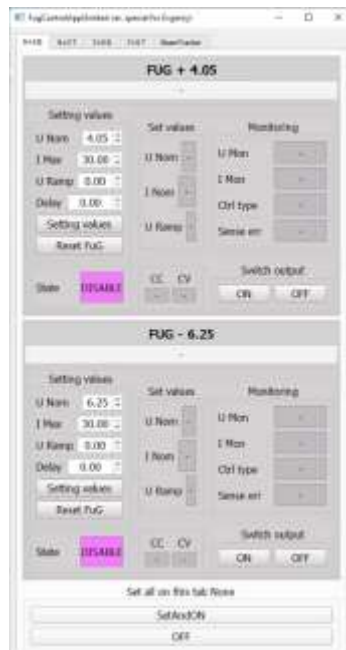 FUG + 4.05
-
Setting values
Set values
Monitoring
U Nom 4.05
U Nom -
U Mon -
I Max 30.00
I Mon -
U Ramp 0.00
I Nom -
Ctrl type -
Delay 0.00
Setting values
U Ramp -
Sense err -
Reset FuG
CC CV
Switch output
State DISABLE
- -
ON OFF
FUG - 6.25
-
Setting values
Set values
Monitoring
U Nom 6.25
U Nom -
U Mon -
I Max 30.00
I Mon -
U Ramp 0.00
I Nom -
Ctrl type -
Delay 0.00
Setting values
U Ramp -
Sense err -
Reset FuG
CC CV
Switch output
State DISABLE
- -
ON OFF
Set all on this tab None
SetAndON
OFF